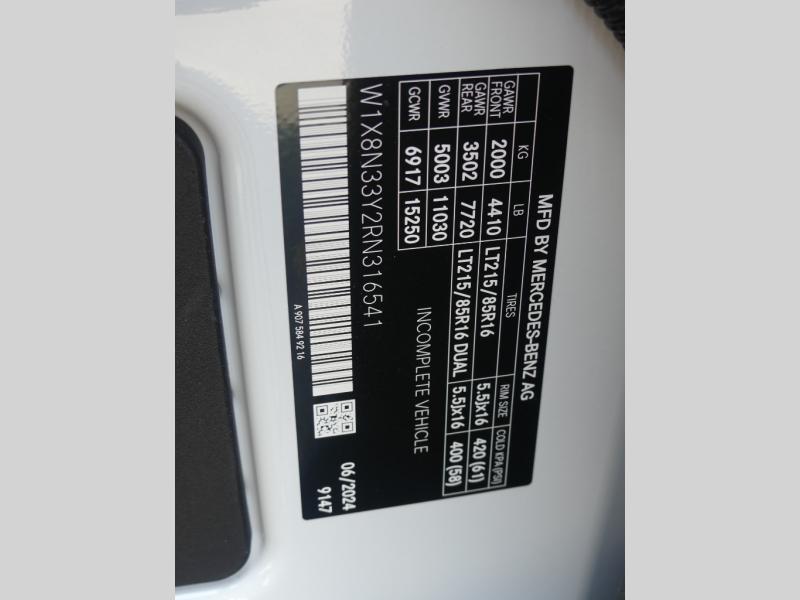 MFD BY MERCEDES-BENZ AG
KG LB TIRES RIM SIZE COLD KPA (PSI)
GAWR FRONT 2000 4410 LT215/85R16 5.5Jx16 420 (61)
GAWR REAR 3502 7720 LT215/85R16 DUAL 5.5Jx16 400 (58)
GVWR 5003 11030
GCWR 6917 15250
INCOMPLETE VEHICLE
W1X8N33Y2RN316541
06/2024
9147
A 907 584 92 16